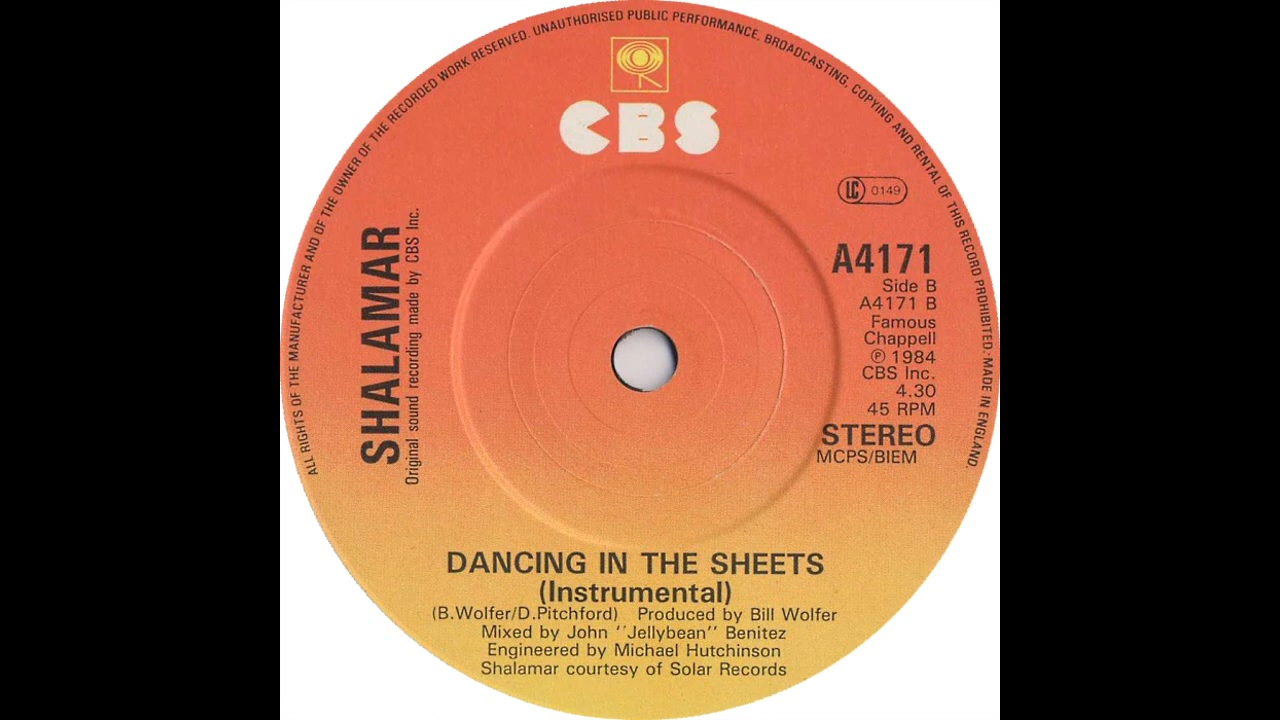 ALL RIGHTS OF THE MANUFACTURER AND OF THE OWNER OF THE RECORDED WORK RESERVED. UNAUTHORISED PUBLIC PERFORMANCE, BROADCASTING, COPYING AND RENTAL OF THIS RECORD PROHIBITED. MADE IN ENGLAND.
CBS
LC 0149
SHALAMAR
Original sound recording made by CBS Inc.
A4171
Side B
A4171 B
Famous
Chappell
℗ 1984
CBS Inc.
4.30
45 RPM
STEREO
MCPS/BIEM
DANCING IN THE SHEETS
(Instrumental)
(B.Wolfer/D.Pitchford) Produced by Bill Wolfer
Mixed by John ''Jellybean'' Benitez
Engineered by Michael Hutchinson
Shalamar courtesy of Solar Records